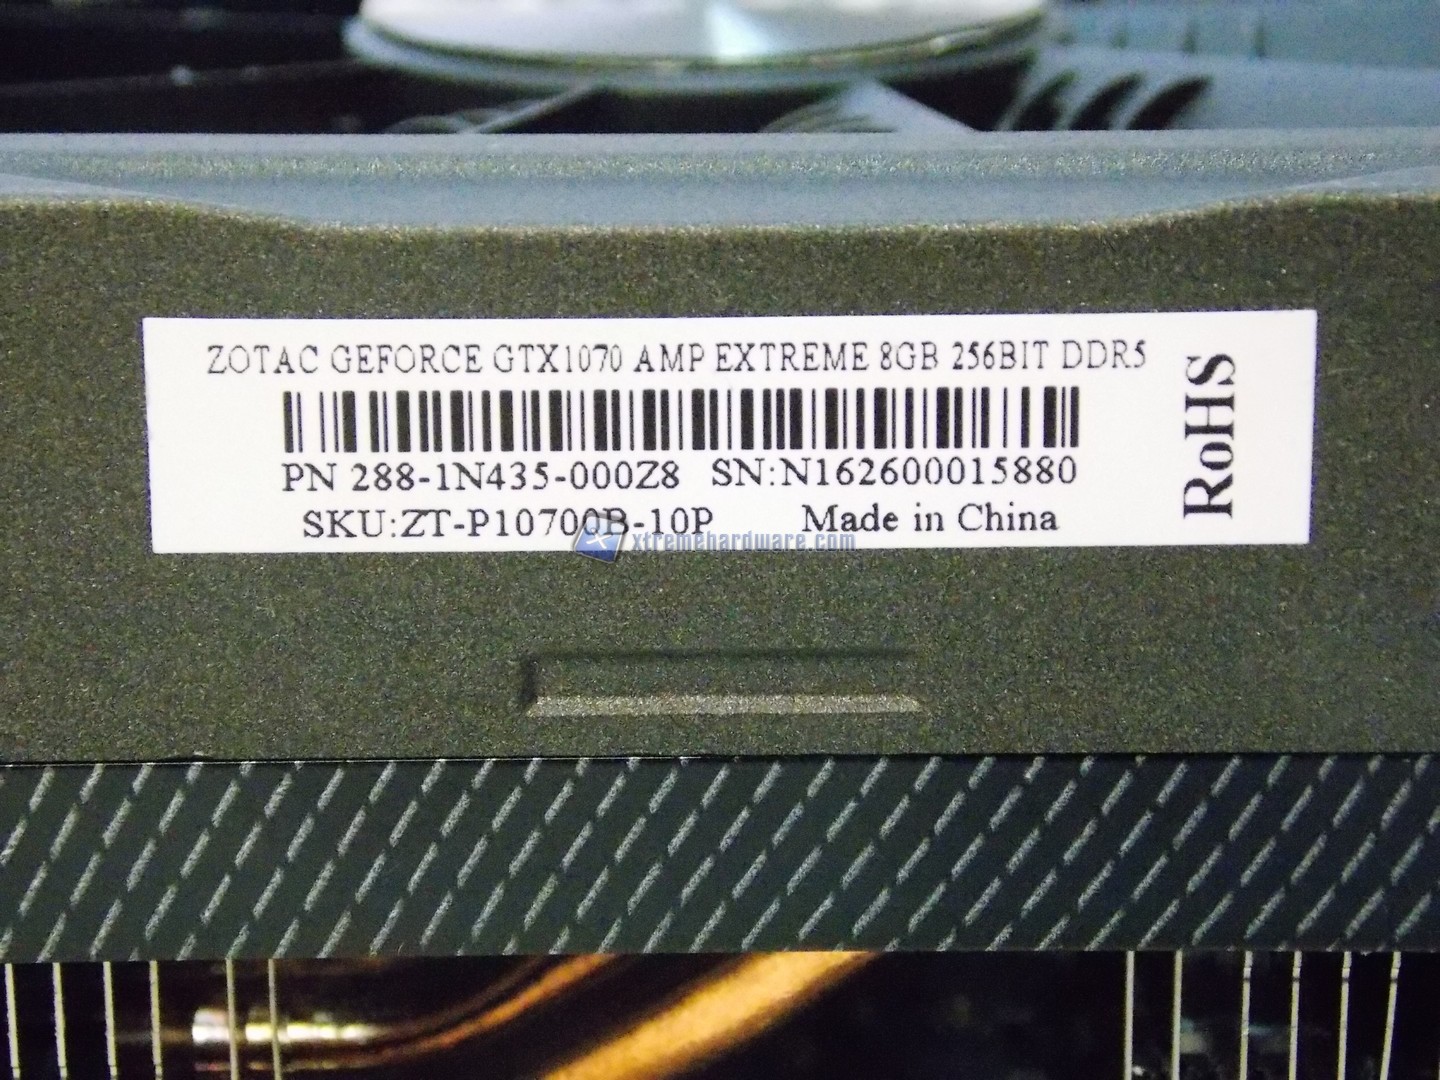 ZOTAC GEFORCE GTX1070 AMP EXTREME 8GB 256BIT DDR5
PN 288-1N435-000Z8 SN:N162600015880
SKU:ZT-P10700B-10P Made in China
RoHS
xtremehardware.com